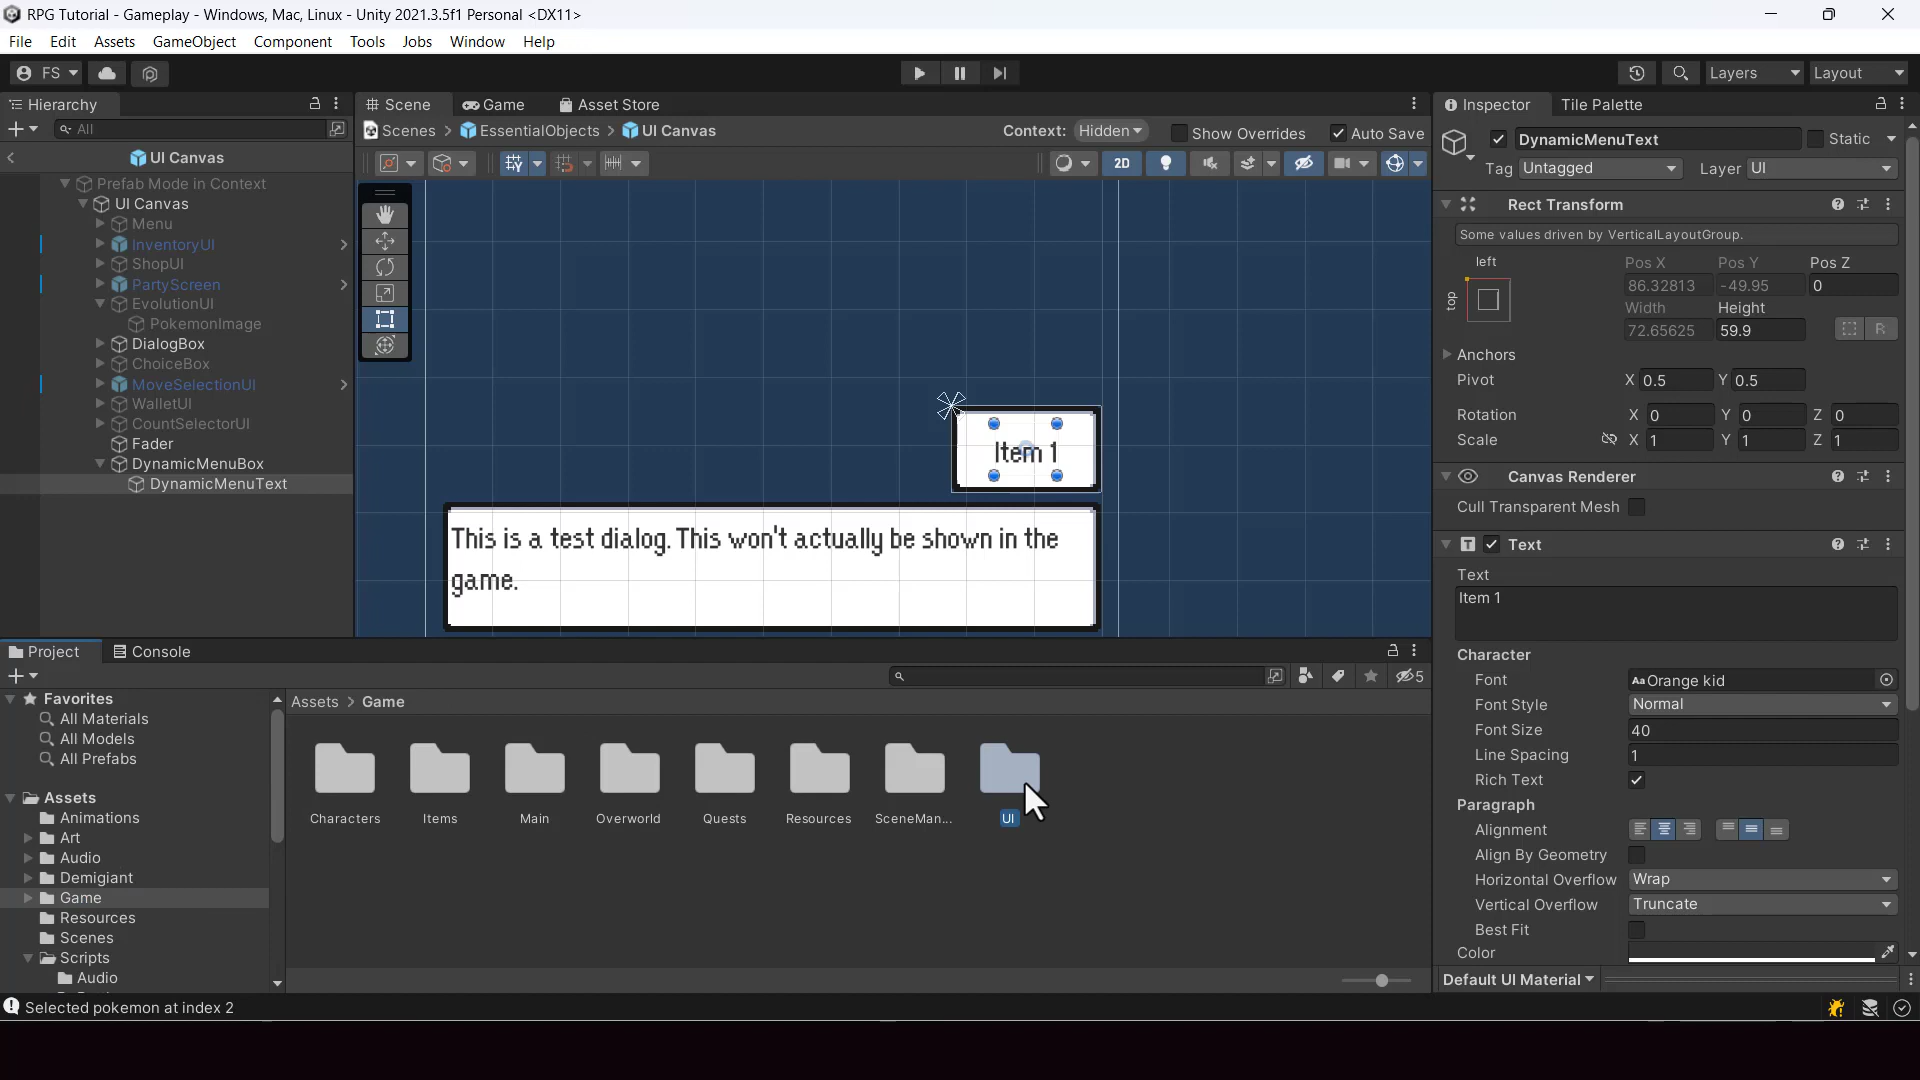 RPG Tutorial - Gameplay - Windows, Mac, Linux - Unity 2021.3.5f1 Personal <DX11>
File Edit Assets GameObject Component Tools Jobs Window Help
FS Layers Layout
Hierarchy
All
UI Canvas
Prefab Mode in Context
UI Canvas
Menu
InventoryUI
ShopUI
PartyScreen
EvolutionUI
PokemonImage
DialogBox
ChoiceBox
MoveSelectionUI
WalletUI
CountSelectorUI
Fader
DynamicMenuBox
DynamicMenuText
Scene Game Asset Store
Scenes > EssentialObjects > UI Canvas Context: Hidden Show Overrides Auto Save
2D
Item 1
This is a test dialog. This won't actually be shown in the
game.
Inspector Tile Palette
DynamicMenuText Static
Tag Untagged Layer UI
Rect Transform
Some values driven by VerticalLayoutGroup.
left Pos X Pos Y Pos Z
top 86.32813 -49.95 0
Width Height
72.65625 59.9 R
Anchors
Pivot X 0.5 Y 0.5
Rotation X 0 Y 0 Z 0
Scale X 1 Y 1 Z 1
Canvas Renderer
Cull Transparent Mesh
T Text
Text
Item 1
Character
Font Aa Orange kid
Font Style Normal
Font Size 40
Line Spacing 1
Rich Text
Paragraph
Alignment
Align By Geometry
Horizontal Overflow Wrap
Vertical Overflow Truncate
Best Fit
Color
Default UI Material
Project Console
5
Favorites
All Materials
All Models
All Prefabs
Assets
Animations
Art
Audio
Demigiant
Game
Resources
Scenes
Scripts
Audio
Assets > Game
Characters Items Main Overworld Quests Resources SceneMan... UI
Selected pokemon at index 2